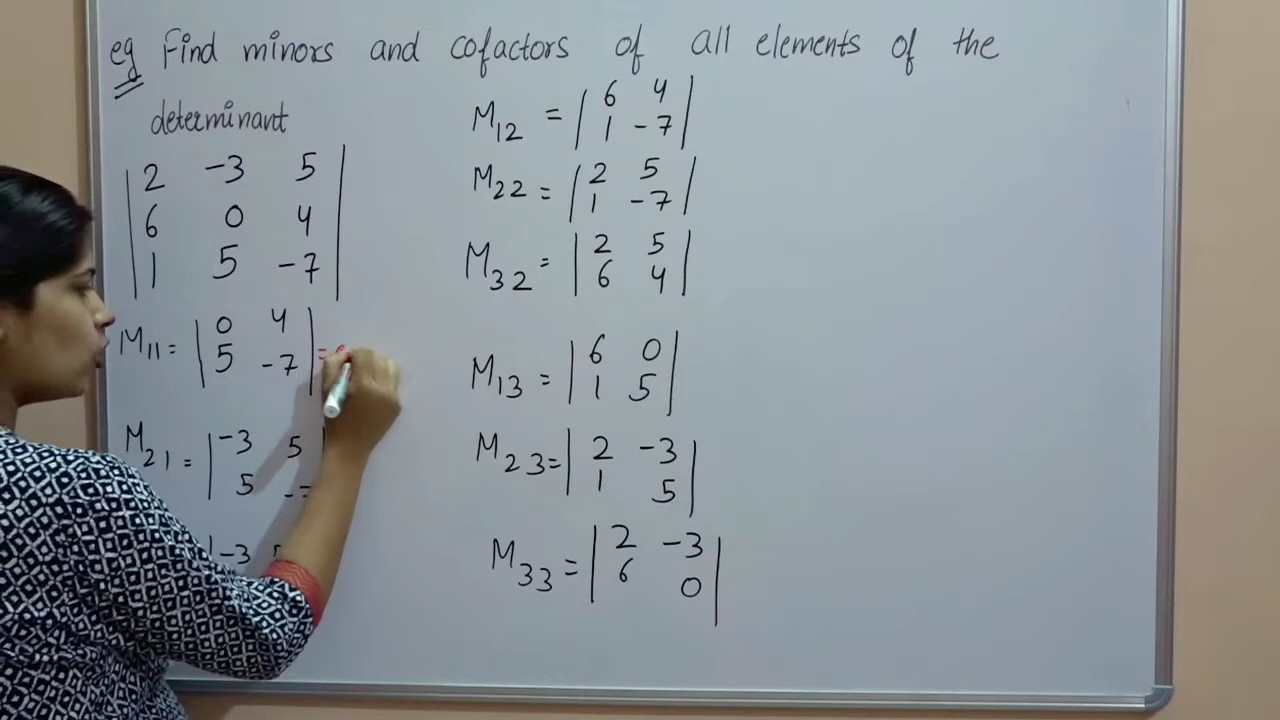 eg Find minors and cofactors of all elements of the
determinant
| 2 -3 5 |
| 6 0 4 |
| 1 5 -7 |
M11 = | 0 4 |
| 5 -7 | =
M21 = | -3 5 |
| 5
| -3
M12 = | 6 4 |
| 1 -7 |
M22 = | 2 5 |
| 1 -7 |
M32 = | 2 5 |
| 6 4 |
M13 = | 6 0 |
| 1 5 |
M23 = | 2 -3 |
| 1 5 |
M33 = | 2 -3 |
| 6 0 |